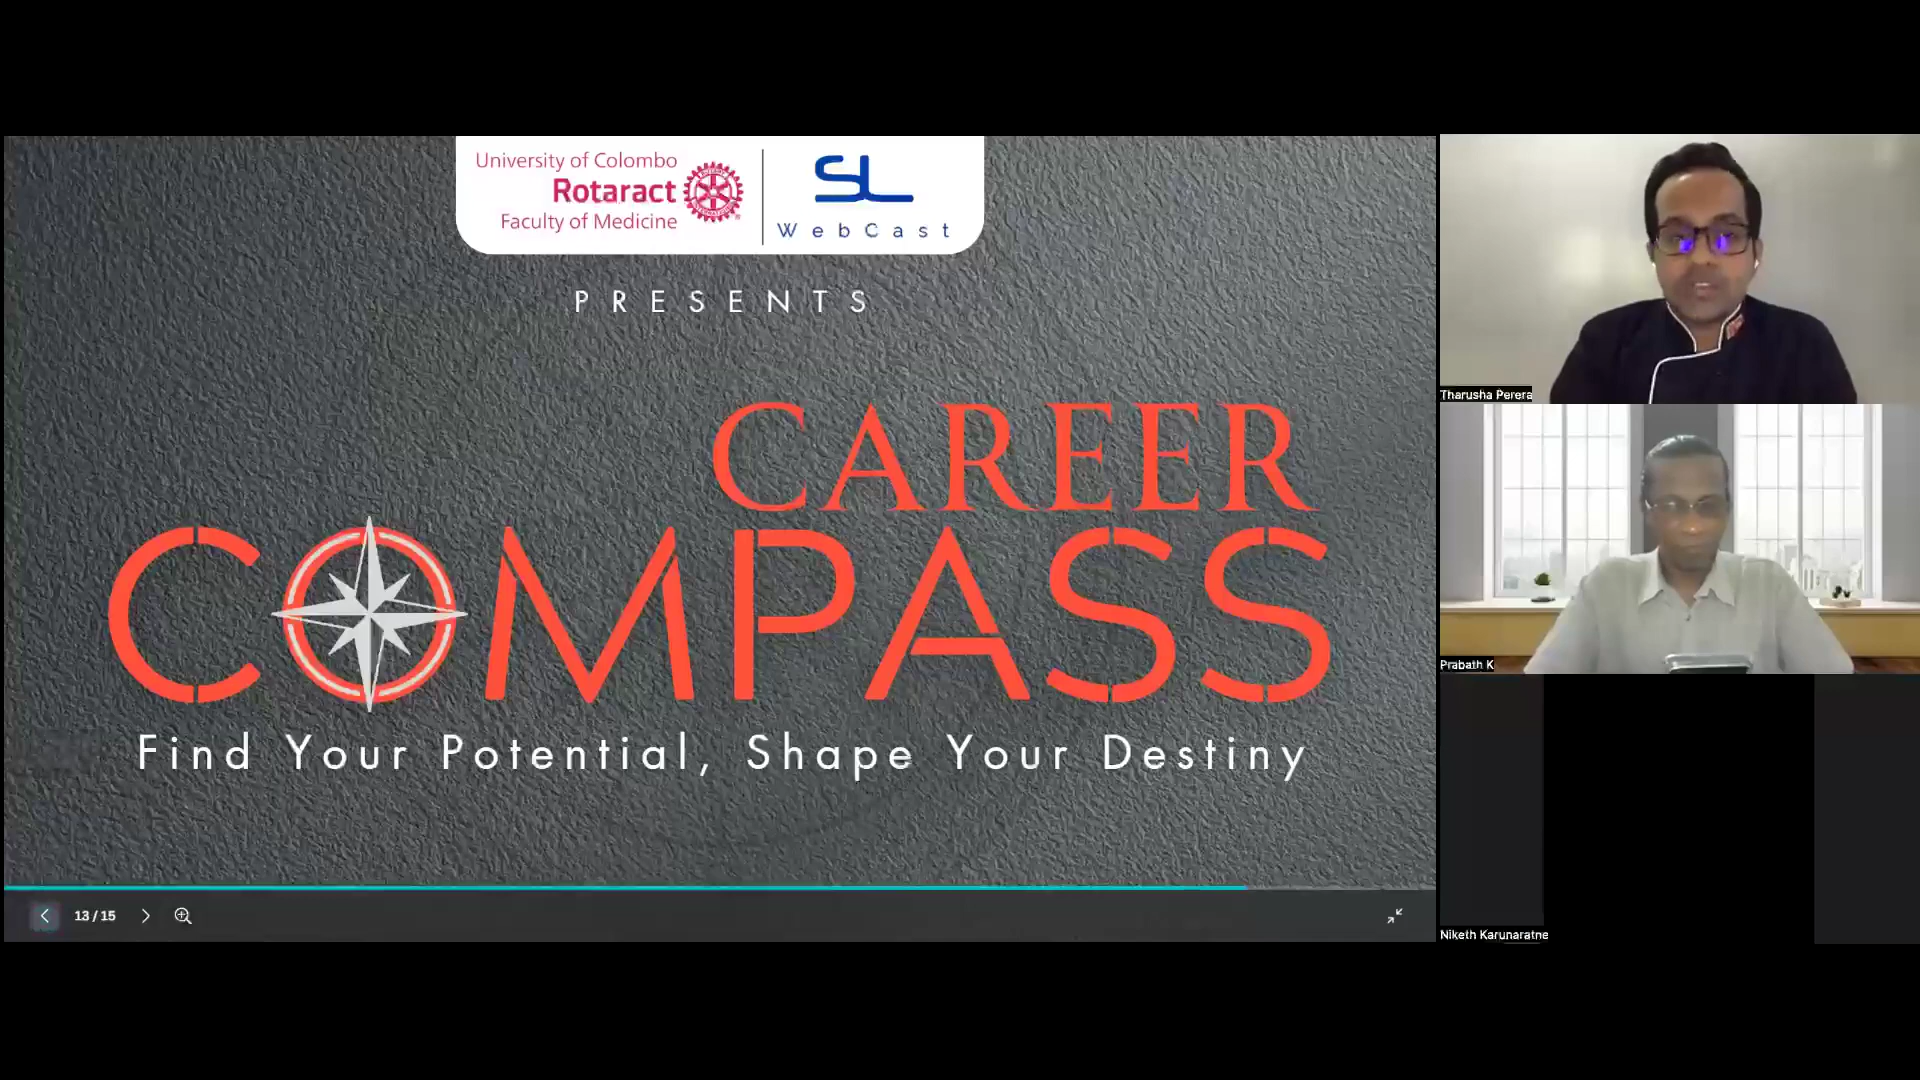 University of Colombo
Rotaract
Faculty of Medicine
SL
WebCast
PRESENTS
CAREER
COMPASS
Find Your Potential, Shape Your Destiny
13 / 15
Tharusha Perera
Prabath K
Niketh Karunaratne